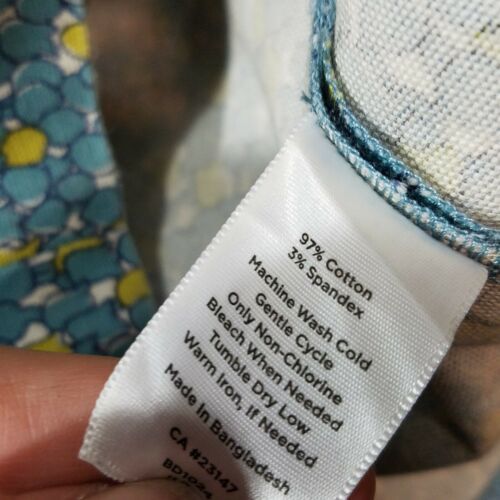 97% Cotton
3% Spandex
Machine Wash Cold
Gentle Cycle
Only Non-Chlorine
Bleach When Needed
Tumble Dry Low
Warm Iron, If Needed
Made in Bangladesh
CA #23147
BD1024